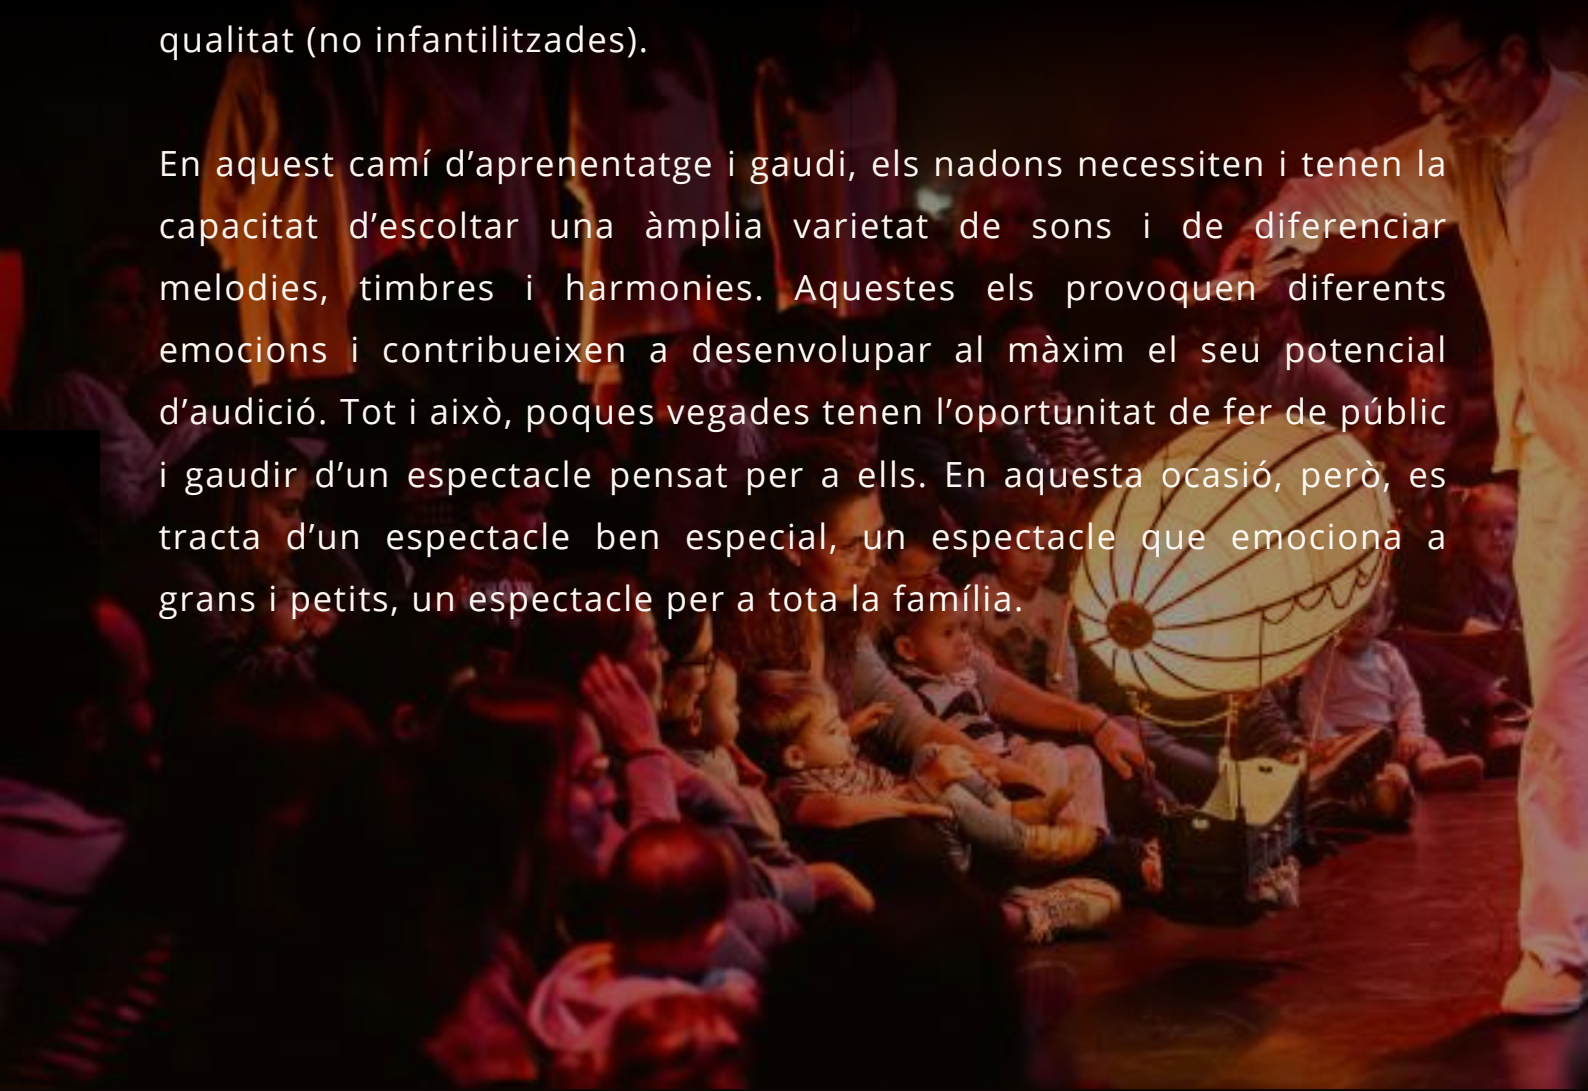 qualitat (no infantilitzades).
En aquest camí d’aprenentatge i gaudi, els nadons necessiten i tenen la
capacitat d’escoltar una àmplia varietat de sons i de diferenciar
melodies, timbres i harmonies. Aquestes els provoquen diferents
emocions i contribueixen a desenvolupar al màxim el seu potencial
d’audició. Tot i això, poques vegades tenen l’oportunitat de fer de públic
i gaudir d’un espectacle pensat per a ells. En aquesta ocasió, però, es
tracta d’un espectacle ben especial, un espectacle que emociona a
grans i petits, un espectacle per a tota la família.